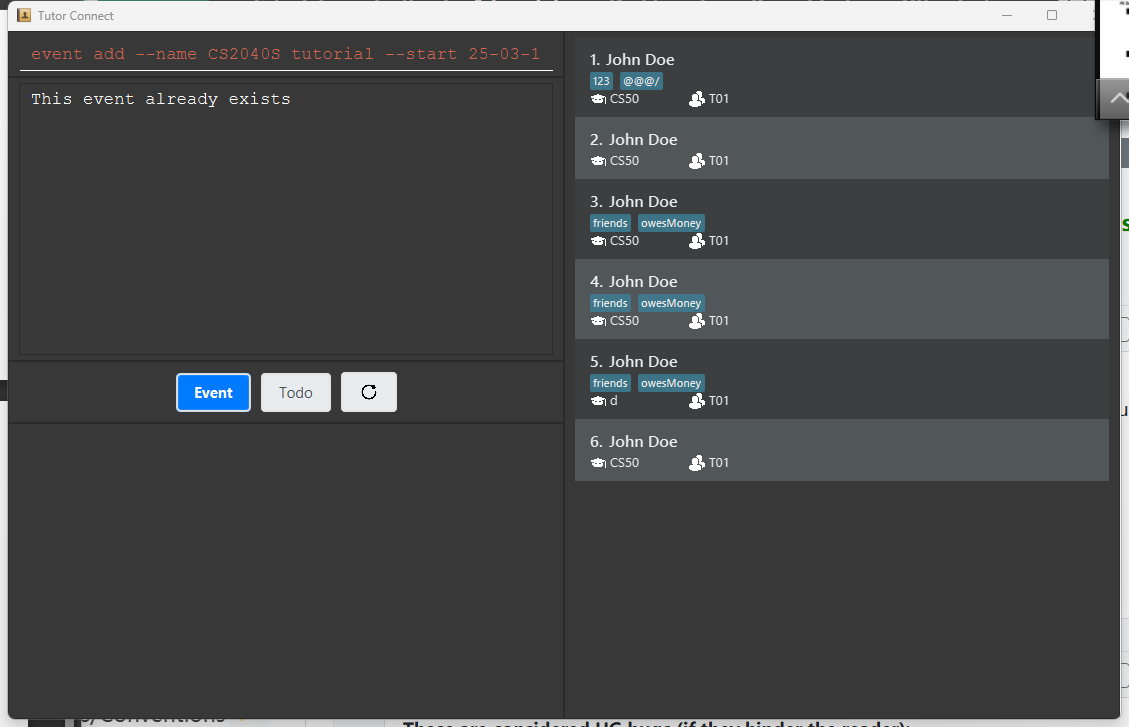 Tutor Connect
event add --name CS2040S tutorial --start 25-03-1
This event already exists
Event
Todo
1. John Doe
123 @@@/
CS50 T01
2. John Doe
CS50 T01
3. John Doe
friends owesMoney
CS50 T01
4. John Doe
friends owesMoney
CS50 T01
5. John Doe
friends owesMoney
d T01
6. John Doe
CS50 T01